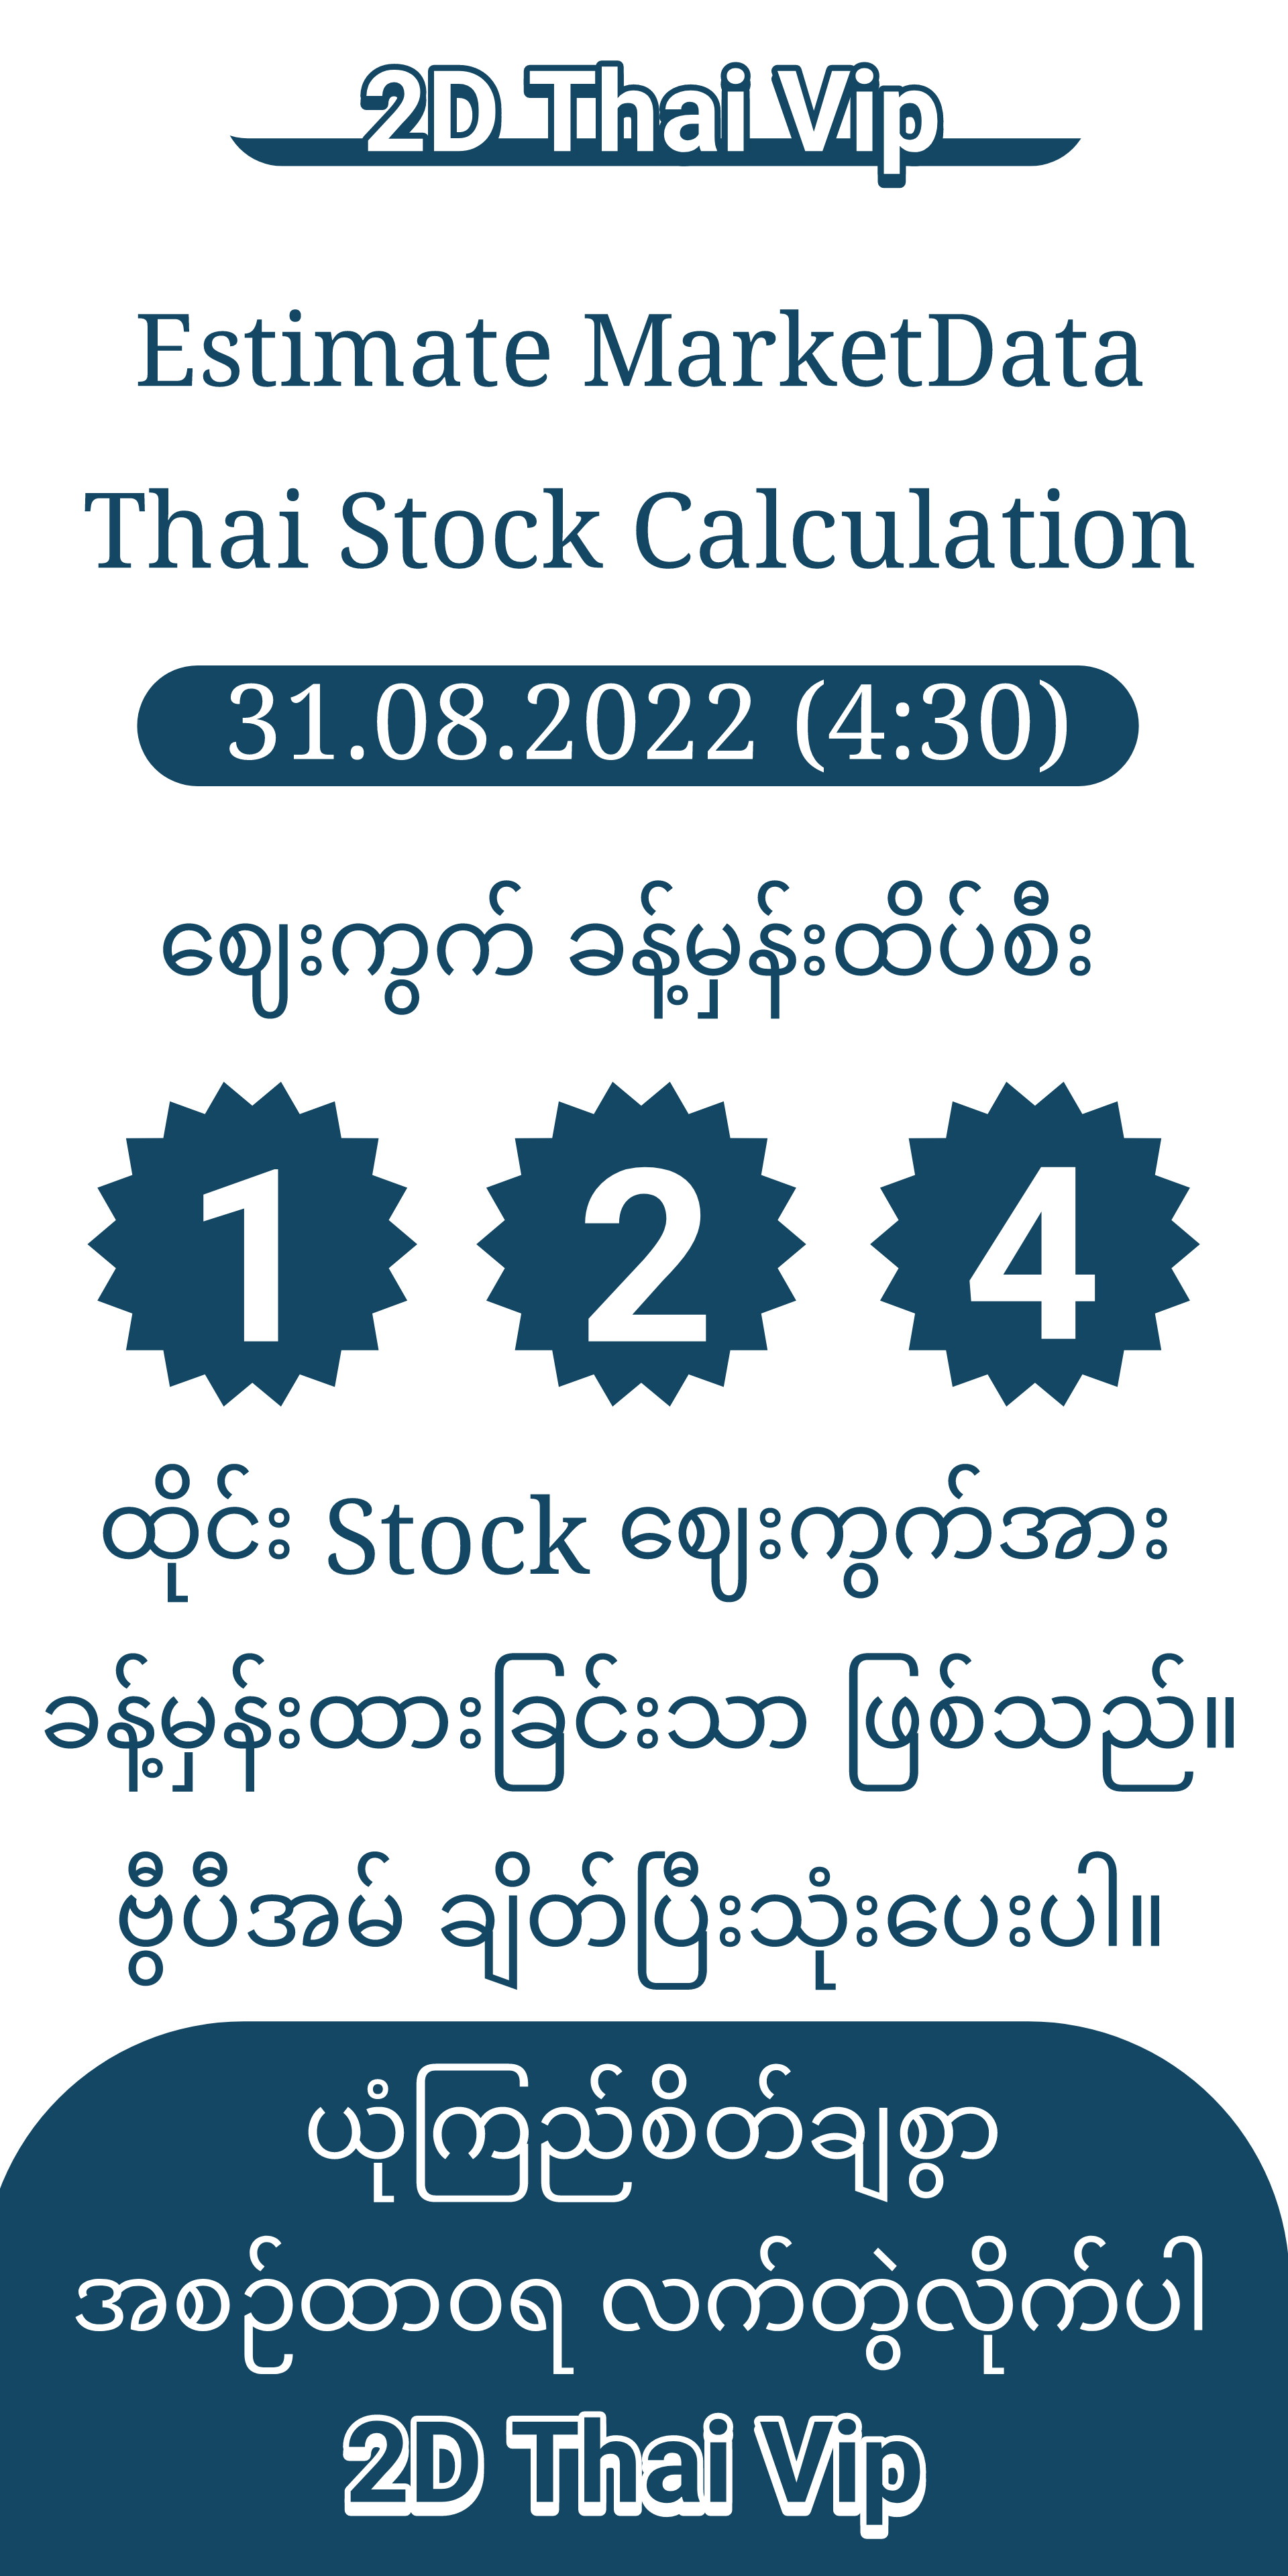 2D Thai Vip
Estimate MarketData
Thai Stock Calculation
31.08.2022 (4:30)
ဈေးကွက် ခန့်မှန်းထိပ်စီး
1 2 4
ထိုင်း Stock ဈေးကွက်အား
ခန့်မှန်းထားခြင်းသာ ဖြစ်သည်။
ဗွီပီအမ် ချိတ်ပြီးသုံးပေးပါ။
ယုံကြည်စိတ်ချစွာ
အစဉ်ထာဝရ လက်တွဲလိုက်ပါ
2D Thai Vip